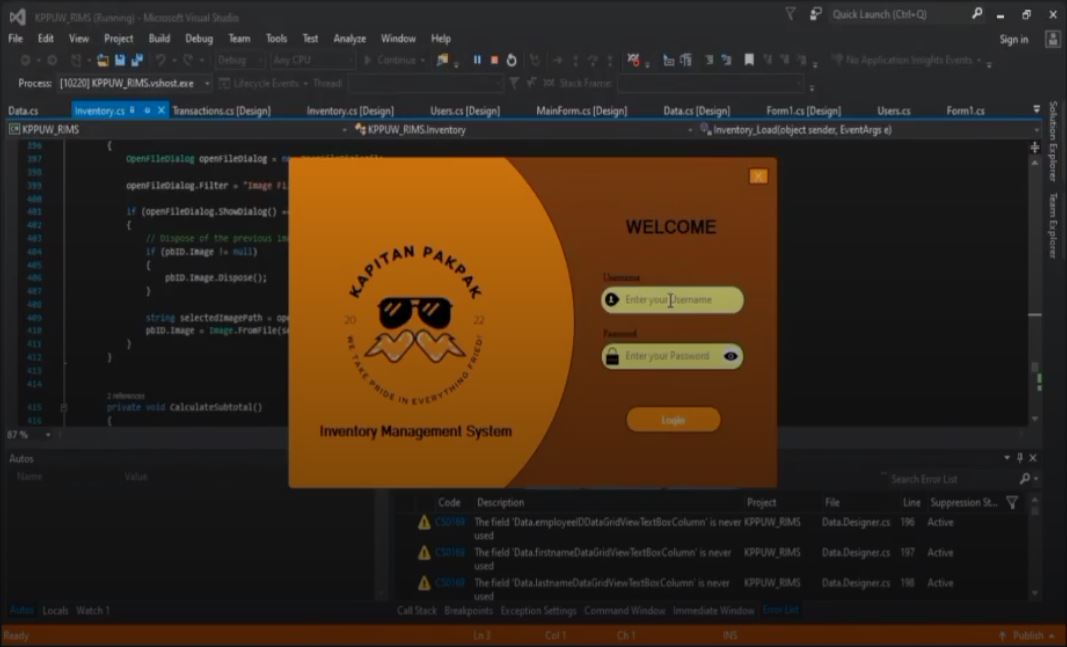 KPPUW_RIMS (Running) - Microsoft Visual Studio
Quick Launch (Ctrl+Q)
File Edit View Project Build Debug Team Tools Test Analyze Window Help
Sign in
Debug Any CPU Continue
No Application Insights Events
Process: [10220] KPPUW_RIMS.vshost.exe Lifecycle Events Thread: Stack Frame:
Data.cs Inventory.cs Transactions.cs [Design] Inventory.cs [Design] Users.cs [Design] MainForm.cs [Design] Data.cs [Design] Form1.cs [Design] Users.cs Form1.cs
KPPUW_RIMS KPPUW_RIMS.Inventory Inventory_Load(object sender, EventArgs e)
Solution Explorer
Team Explorer
396 {
397 OpenFileDialog openFileDialog =
398
399 openFileDialog.Filter = "Image
400
401 if (openFileDialog.ShowDialog() ==
402 {
403 // Dispose of the previous
404 if (pbID.Image != null)
405 {
406 pbID.Image.Dispose();
407 }
408
409 string selectedImagePath =
410 pbID.Image = Image.FromFile(
411 }
412 }
413
414
2 references
415 private void CalculateSubtotal()
416 {
87 %
KAPITAN PAKPAK
20 22
WE TAKE PRIDE IN EVERYTHING FRIED!
Inventory Management System
X
WELCOME
Username
Enter your Username
Password
Enter your Password
Login
Autos
Name Value
Search Error List
Code Description Project File Line Suppression St...
CS0169 The field 'Data.employeeIDDataGridViewTextBoxColumn' is never used KPPUW_RIMS Data.Designer.cs 196 Active
CS0169 The field 'Data.firstnameDataGridViewTextBoxColumn' is never used KPPUW_RIMS Data.Designer.cs 197 Active
CS0169 The field 'Data.lastnameDataGridViewTextBoxColumn' is never used KPPUW_RIMS Data.Designer.cs 198 Active
Autos Locals Watch 1
Call Stack Breakpoints Exception Settings Command Window Immediate Window Error List
Ready Ln 3 Col 1 Ch 1 INS Publish